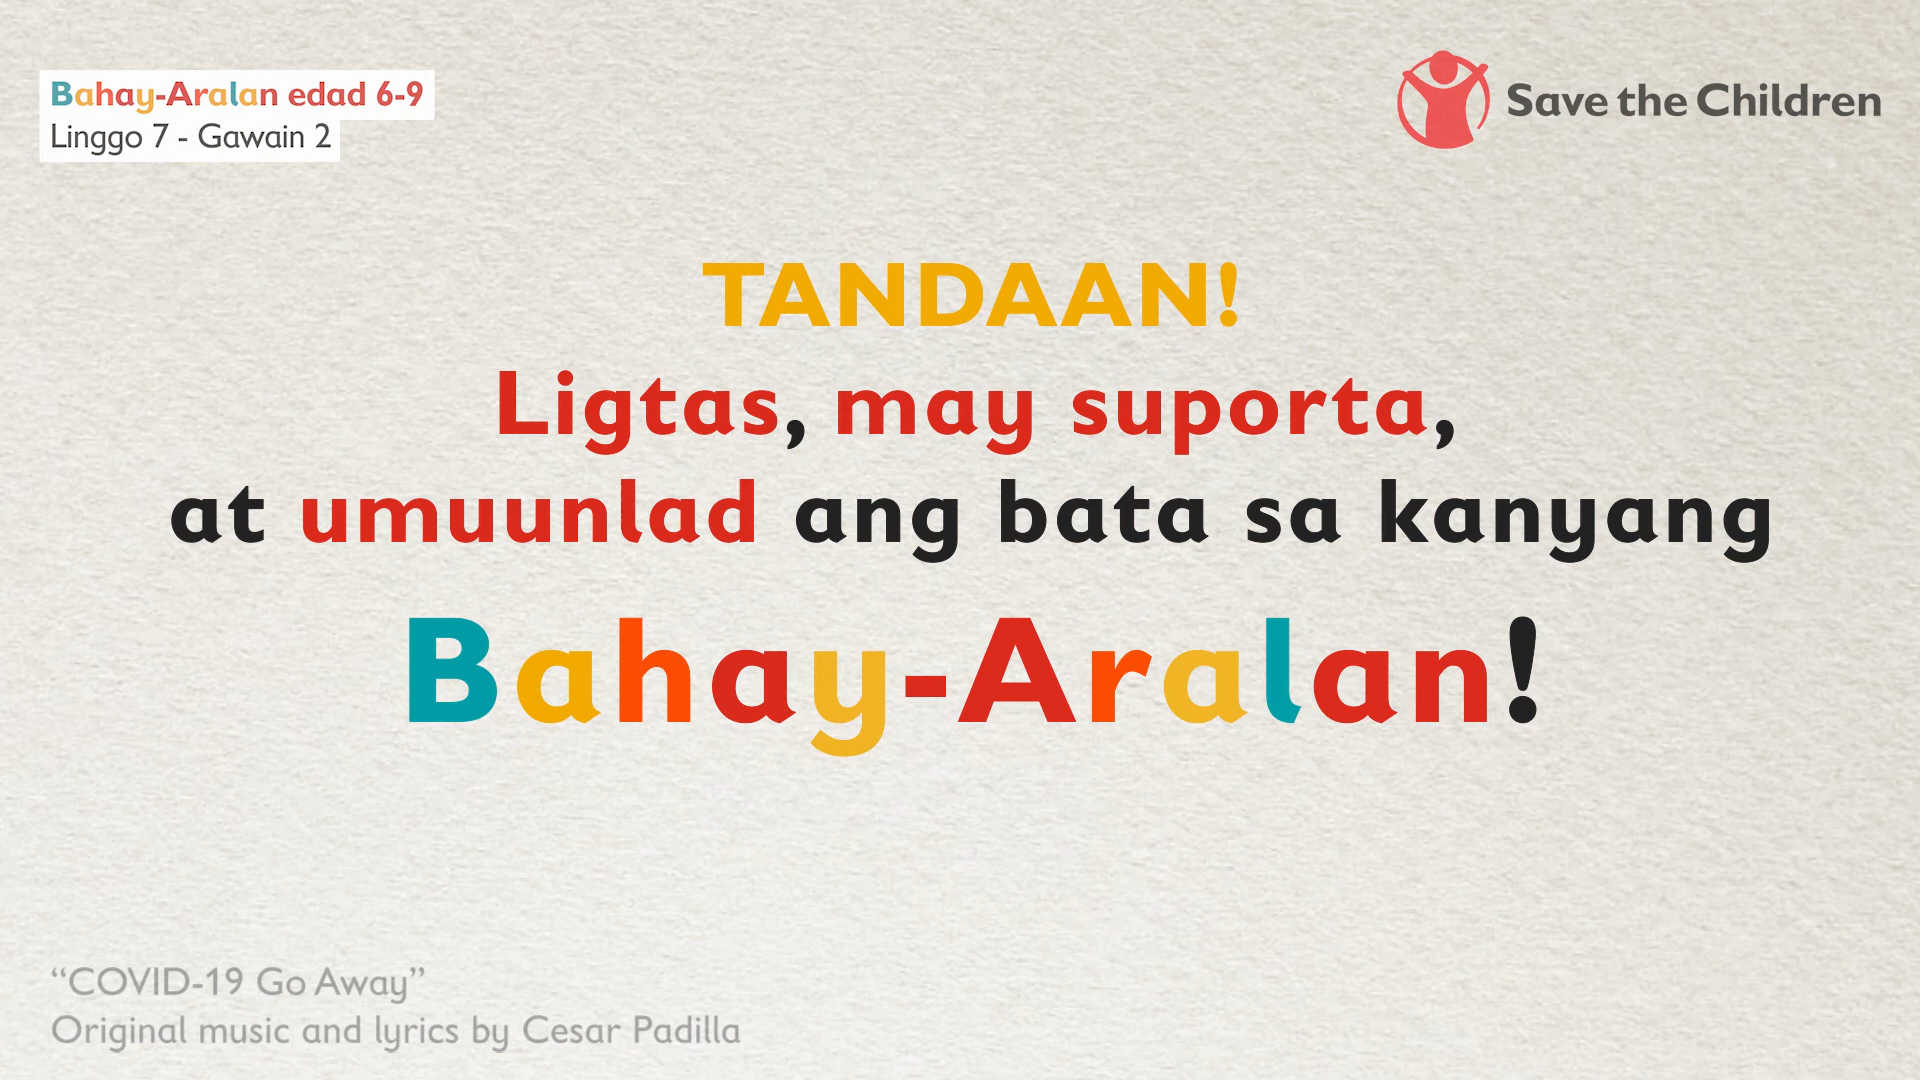 Bahay-Aralan edad 6-9
Linggo 7 - Gawain 2
Save the Children
TANDAAN!
Ligtas, may suporta,
at umuunlad ang bata sa kanyang
Bahay-Aralan!
“COVID-19 Go Away”
Original music and lyrics by Cesar Padilla